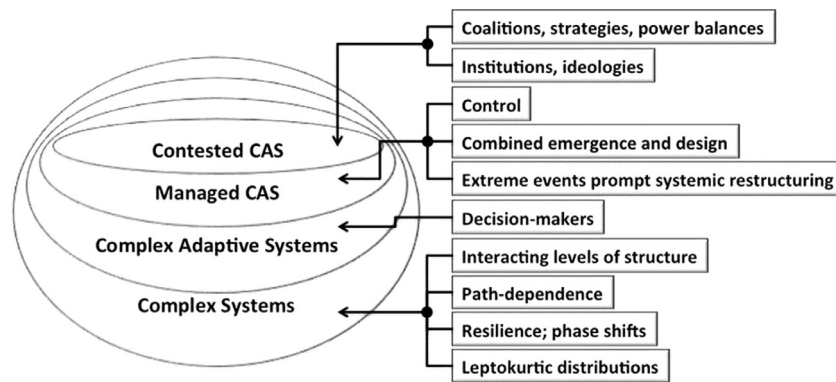 Coalitions, strategies, power balances
Institutions, ideologies
Control
Contested CAS
Combined emergence and design
Managed CAS
Extreme events prompt systemic restructuring
Decision-makers
Complex Adaptive Systems
Interacting levels of structure
Path-dependence
Complex Systems
Resilience; phase shifts
Leptokurtic distributions